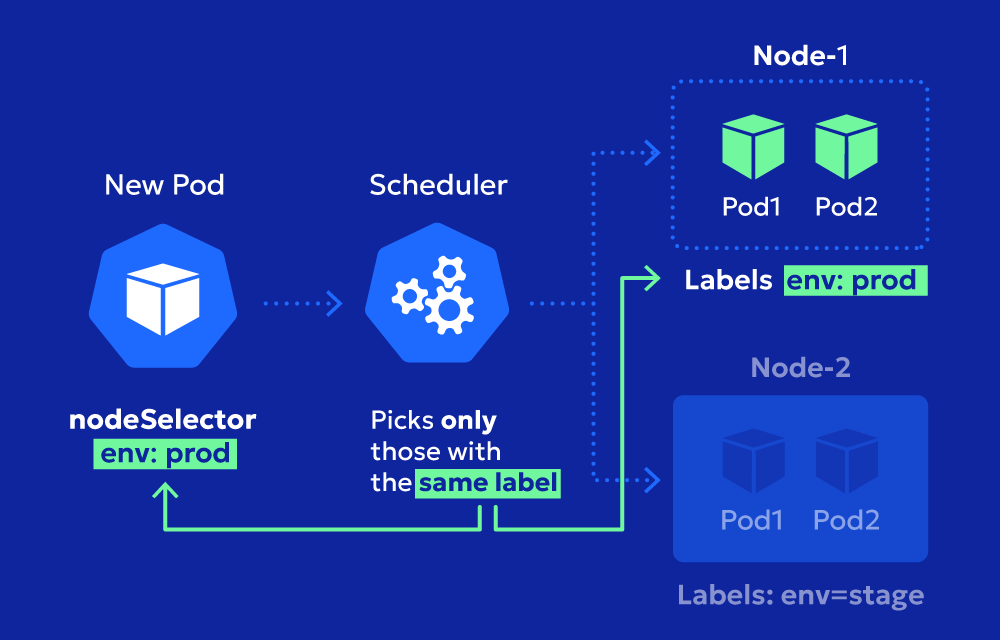 New Pod
nodeSelector
env: prod
Scheduler
Picks only
those with
the same label
Node-1
Pod1 Pod2
Labels env: prod
Node-2
Pod1 Pod2
Labels: env=stage